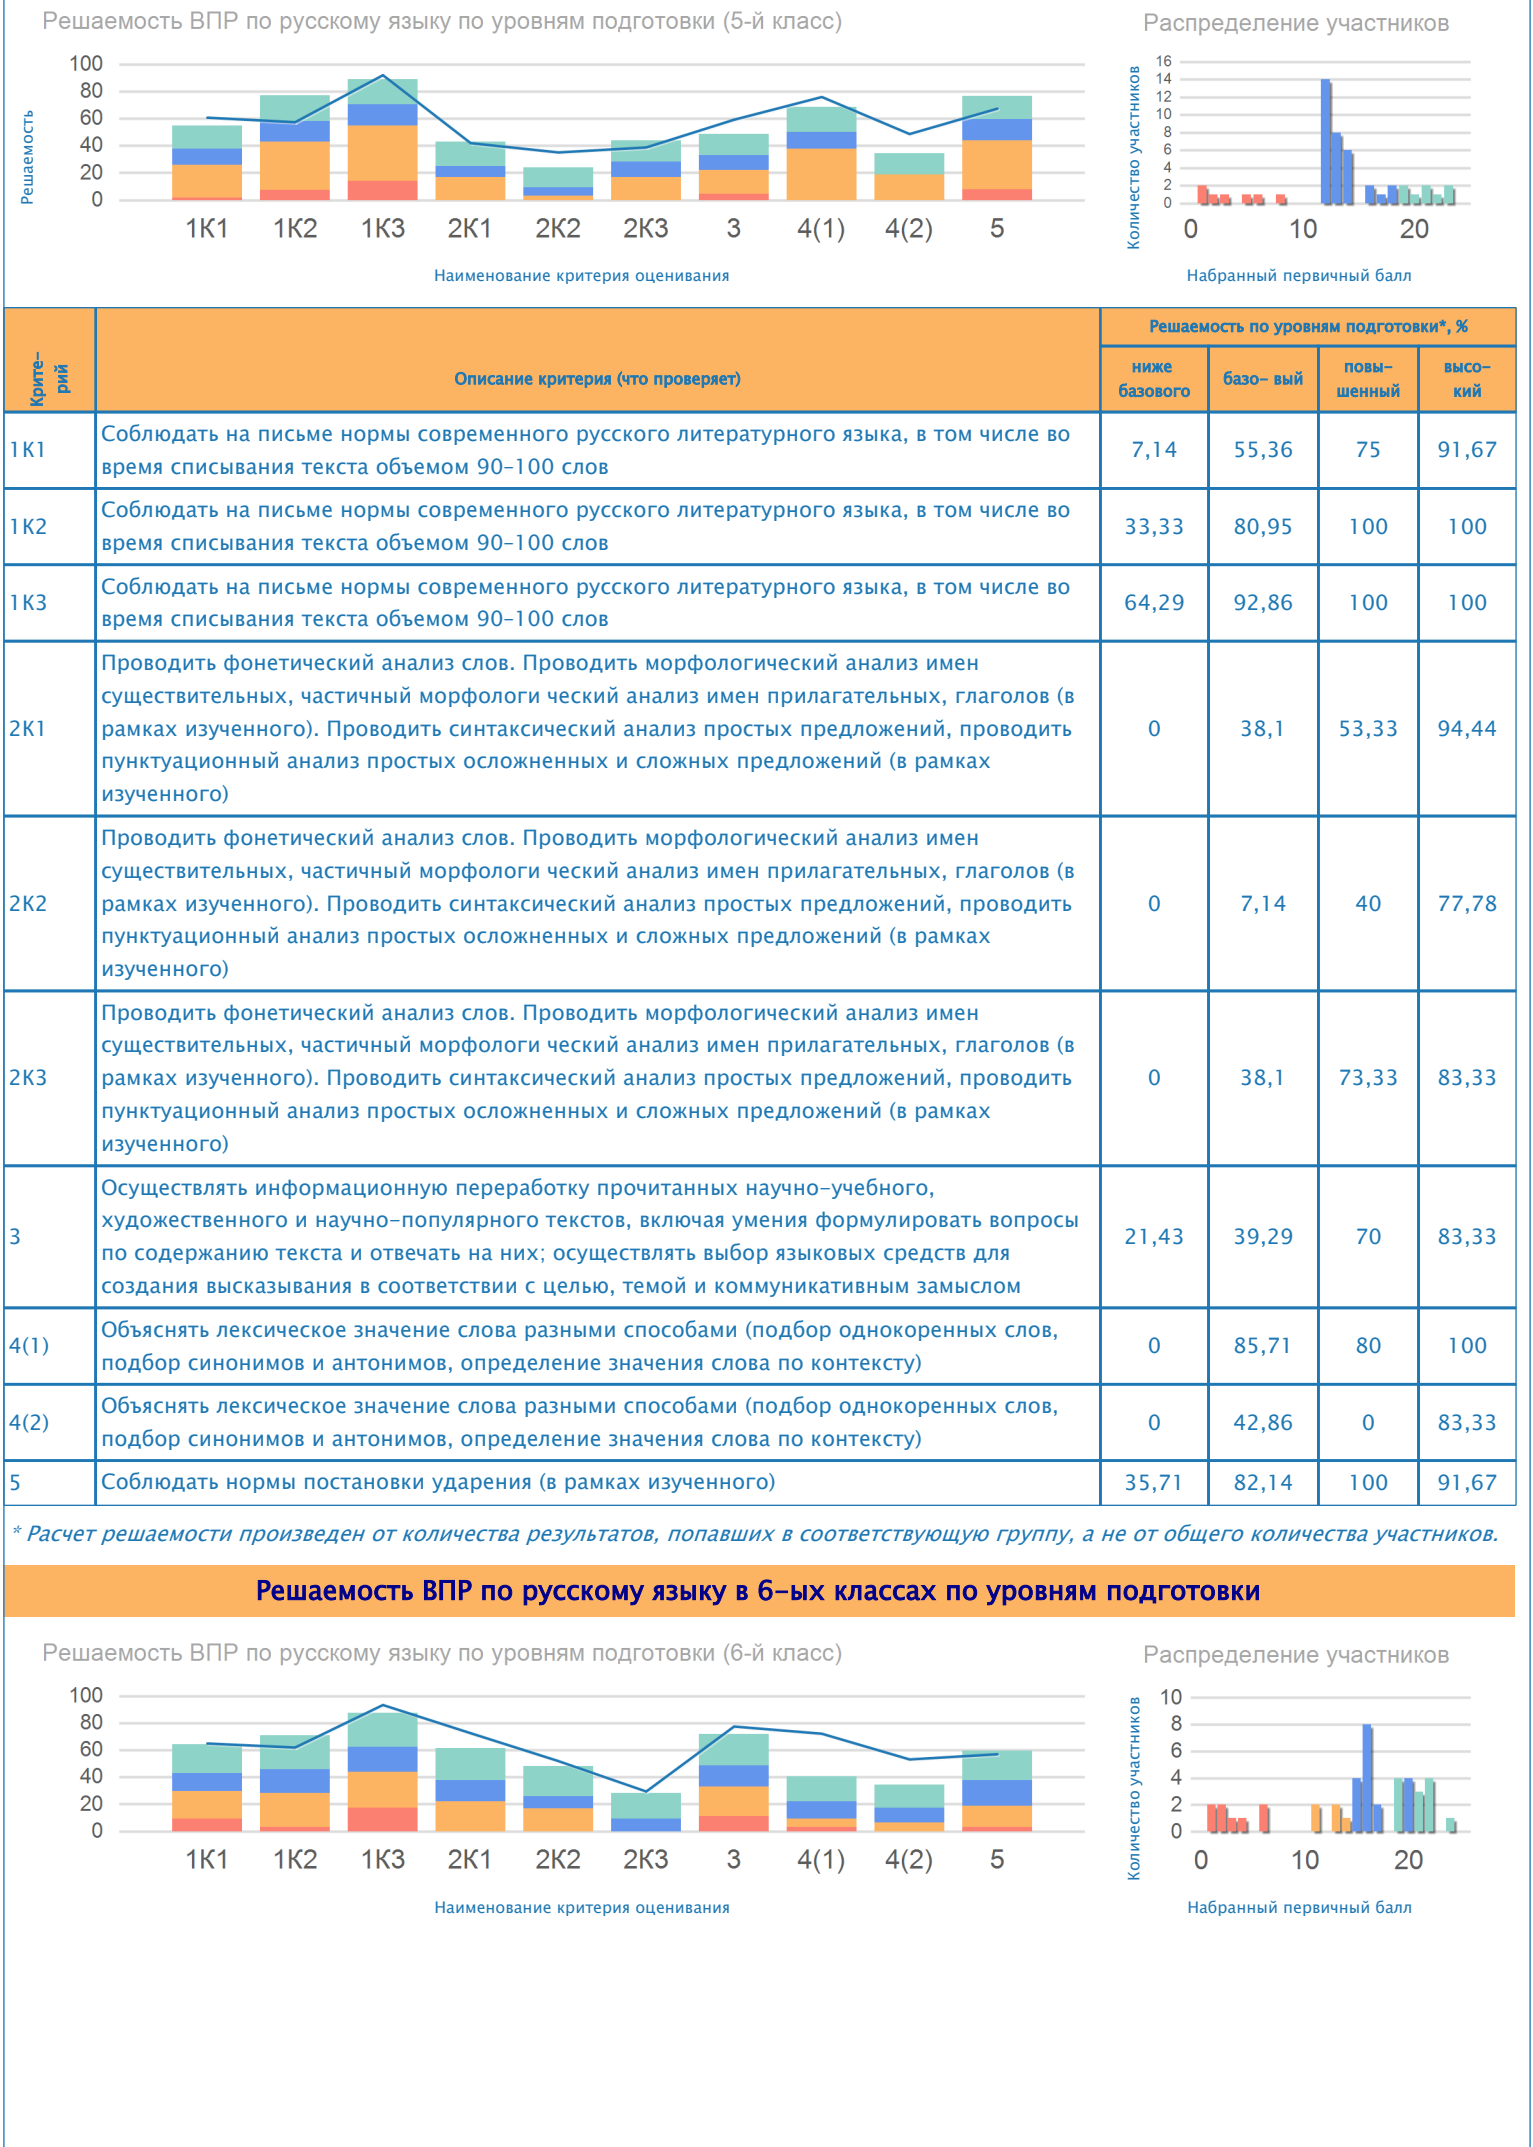 Решаемость ВПР по русскому языку по уровням подготовки (5-й класс)
Решаемость
100
80
60
40
20
0
1К1 1К2 1К3 2К1 2К2 2К3 3 4(1) 4(2) 5
Наименование критерия оценивания
Распределение участников
Количество участников
16
14
12
10
8
6
4
2
0
0 10 20
Набранный первичный балл
Крите-
рий
Описание критерия (что проверяет)
Решаемость по уровням подготовки*, %
ниже
базового
базо- вый
повы-
шенный
высо-
кий
1К1
Соблюдать на письме нормы современного русского литературного языка, в том числе во
время списывания текста объемом 90-100 слов
7,14 55,36 75 91,67
1К2
Соблюдать на письме нормы современного русского литературного языка, в том числе во
время списывания текста объемом 90-100 слов
33,33 80,95 100 100
1К3
Соблюдать на письме нормы современного русского литературного языка, в том числе во
время списывания текста объемом 90-100 слов
64,29 92,86 100 100
2К1
Проводить фонетический анализ слов. Проводить морфологический анализ имен
существительных, частичный морфологи ческий анализ имен прилагательных, глаголов (в
рамках изученного). Проводить синтаксический анализ простых предложений, проводить
пунктуационный анализ простых осложненных и сложных предложений (в рамках
изученного)
0 38,1 53,33 94,44
2К2
Проводить фонетический анализ слов. Проводить морфологический анализ имен
существительных, частичный морфологи ческий анализ имен прилагательных, глаголов (в
рамках изученного). Проводить синтаксический анализ простых предложений, проводить
пунктуационный анализ простых осложненных и сложных предложений (в рамках
изученного)
0 7,14 40 77,78
2К3
Проводить фонетический анализ слов. Проводить морфологический анализ имен
существительных, частичный морфологи ческий анализ имен прилагательных, глаголов (в
рамках изученного). Проводить синтаксический анализ простых предложений, проводить
пунктуационный анализ простых осложненных и сложных предложений (в рамках
изученного)
0 38,1 73,33 83,33
3
Осуществлять информационную переработку прочитанных научно-учебного,
художественного и научно-популярного текстов, включая умения формулировать вопросы
по содержанию текста и отвечать на них; осуществлять выбор языковых средств для
создания высказывания в соответствии с целью, темой и коммуникативным замыслом
21,43 39,29 70 83,33
4(1)
Объяснять лексическое значение слова разными способами (подбор однокоренных слов,
подбор синонимов и антонимов, определение значения слова по контексту)
0 85,71 80 100
4(2)
Объяснять лексическое значение слова разными способами (подбор однокоренных слов,
подбор синонимов и антонимов, определение значения слова по контексту)
0 42,86 0 83,33
5
Соблюдать нормы постановки ударения (в рамках изученного)
35,71 82,14 100 91,67
* Расчет решаемости произведен от количества результатов, попавших в соответствующую группу, а не от общего количества участников.
Решаемость ВПР по русскому языку в 6-ых классах по уровням подготовки
Решаемость ВПР по русскому языку по уровням подготовки (6-й класс)
100
80
60
40
20
0
1К1 1К2 1К3 2К1 2К2 2К3 3 4(1) 4(2) 5
Наименование критерия оценивания
Распределение участников
Количество участников
10
8
6
4
2
0
0 10 20
Набранный первичный балл